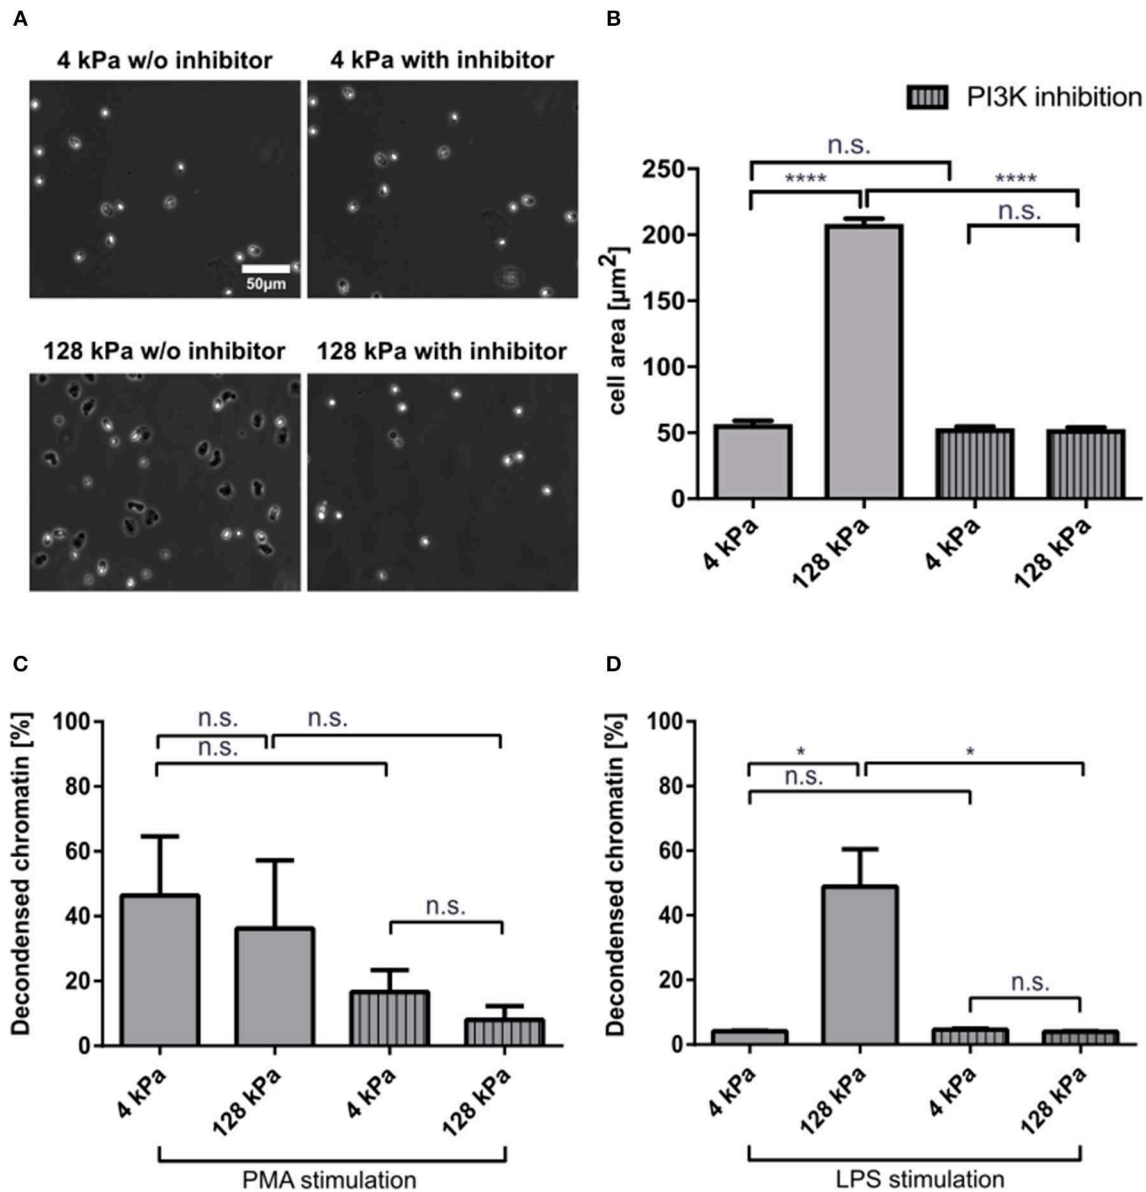 A
4 kPa w/o inhibitor
4 kPa with inhibitor
50µm
128 kPa w/o inhibitor
128 kPa with inhibitor
B
PI3K inhibition
n.s.
****
****
n.s.
250
200
150
100
50
0
cell area [µm²]
4 kPa
128 kPa
4 kPa
128 kPa
C
n.s.
n.s.
n.s.
n.s.
100
80
60
40
20
0
Decondensed chromatin [%]
4 kPa
128 kPa
4 kPa
128 kPa
PMA stimulation
D
*
*
n.s.
n.s.
100
80
60
40
20
0
Decondensed chromatin [%]
4 kPa
128 kPa
4 kPa
128 kPa
LPS stimulation